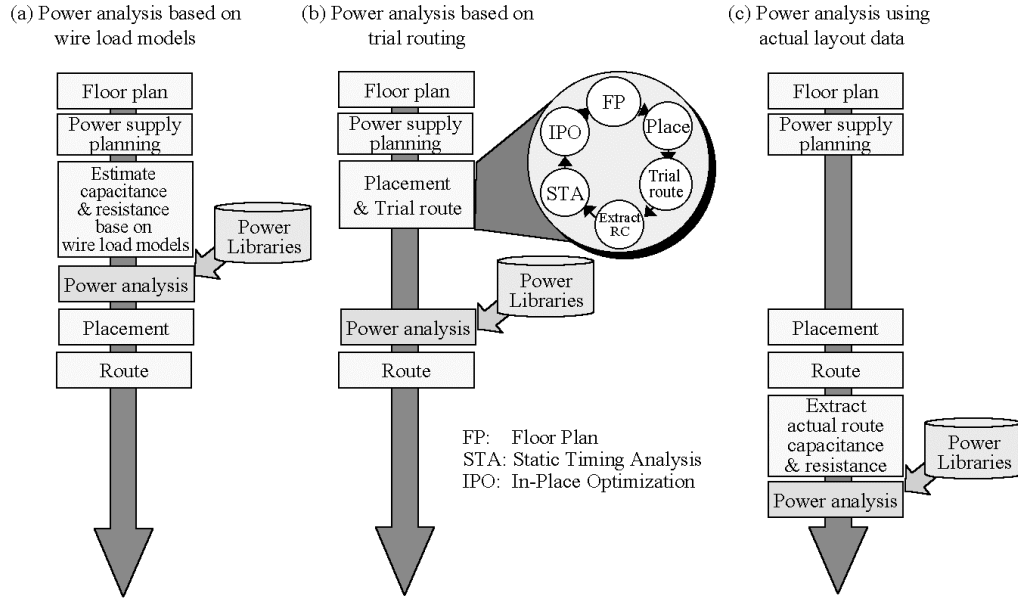 (a) Power analysis based on
wire load models
Floor plan
Power supply
planning
Estimate
capacitance
& resistance
base on
wire load models
Power
Libraries
Power analysis
Placement
Route
(b) Power analysis based on
trial routing
Floor plan
Power supply
planning
Placement
& Trial route
FP
Place
Trial
route
Extract
RC
STA
IPO
Power
Libraries
Power analysis
Route
FP: Floor Plan
STA: Static Timing Analysis
IPO: In-Place Optimization
(c) Power analysis using
actual layout data
Floor plan
Power supply
planning
Placement
Route
Extract
actual route
capacitance
& resistance
Power
Libraries
Power analysis